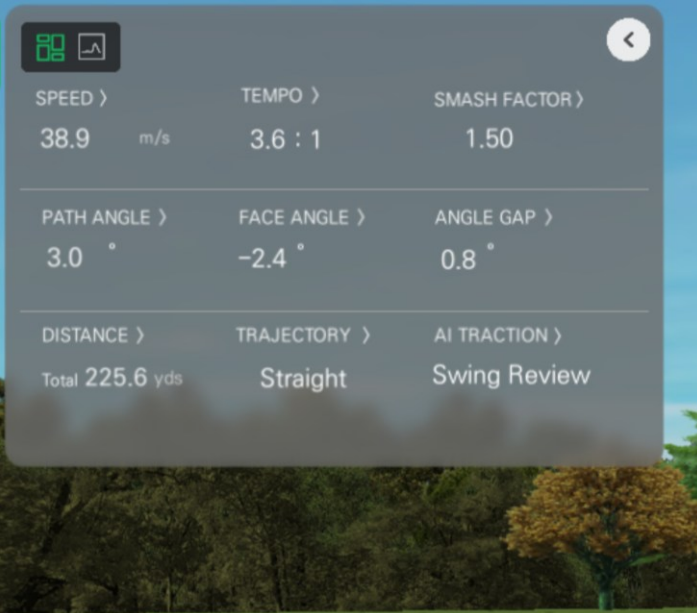 SPEED > TEMPO > SMASH FACTOR >
38.9 m/s 3.6 : 1 1.50
PATH ANGLE > FACE ANGLE > ANGLE GAP >
3.0 ° −2.4 ° 0.8 °
DISTANCE > TRAJECTORY > AI TRACTION >
Total 225.6 yds Straight Swing Review